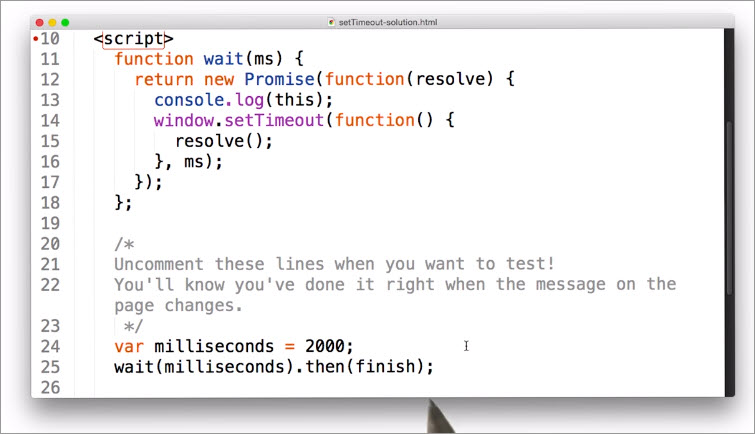 setTimeout-solution.html
10 <script>
11 function wait(ms) {
12 return new Promise(function(resolve) {
13 console.log(this);
14 window.setTimeout(function() {
15 resolve();
16 }, ms);
17 });
18 };
19
20 /*
21 Uncomment these lines when you want to test!
22 You'll know you've done it right when the message on the
page changes.
23 */
24 var milliseconds = 2000;
25 wait(milliseconds).then(finish);
26